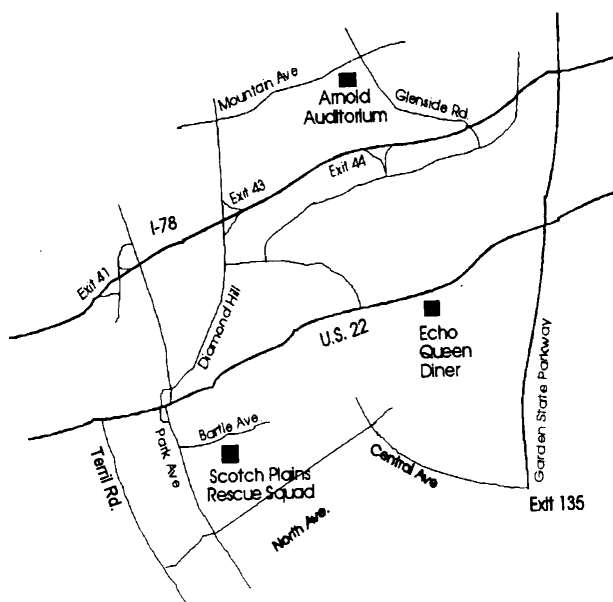 Mountain Ave
Arnold
Auditorium
Glenside Rd.
Exit 44
Exit 43
I-78
Exit 41
Diamond Hill
U.S. 22
Echo
Queen
Diner
Garden State Parkway
Bartle Ave
Park Ave
Terril Rd.
Scotch Plains
Rescue Squad
Central Ave
North Ave.
Exit 135